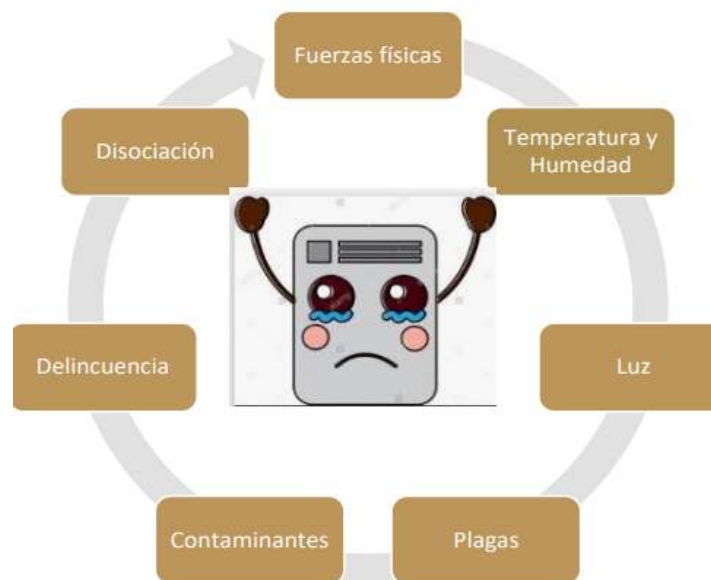 Fuerzas físicas
Temperatura y
Humedad
Luz
Plagas
Contaminantes
Delincuencia
Disociación